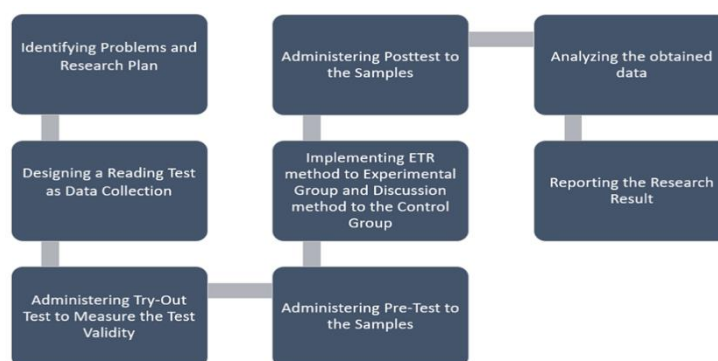 Identifying Problems and
Research Plan
Designing a Reading Test
as Data Collection
Administering Try-Out
Test to Measure the Test
Validity
Administering Pre-Test to
the Samples
Implementing ETR
method to Experimental
Group and Discussion
method to the Control
Group
Administering Posttest to
the Samples
Analyzing the obtained
data
Reporting the Research
Result